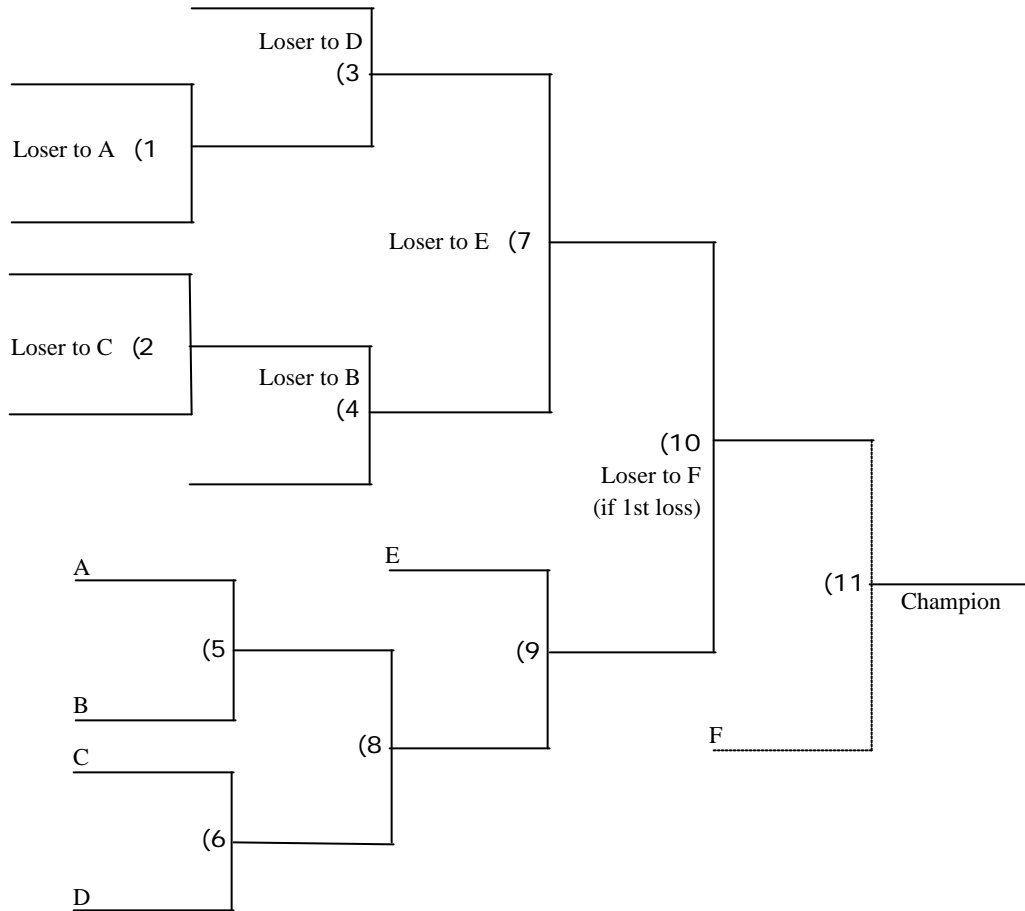 Loser to D
(3
Loser to A (1
Loser to E (7
Loser to C (2
Loser to B
(4
(10
Loser to F
(if 1st loss)
A
E
(11
Champion
(5
(9
B
F
(8
C
(6
D